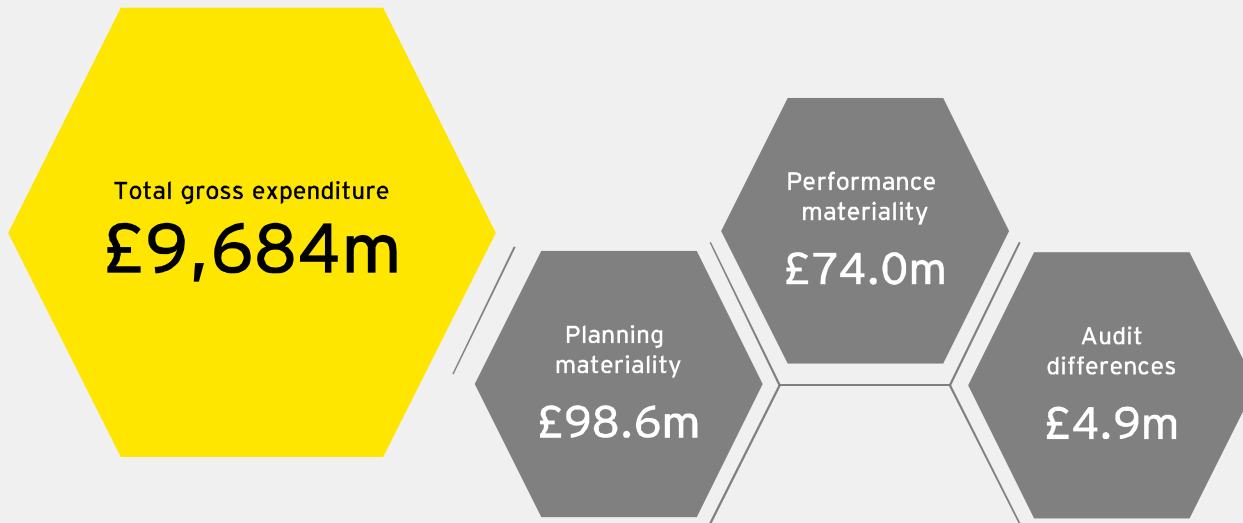 Total gross expenditure
£9,684m
Planning
materiality
£98.6m
Performance
materiality
£74.0m
Audit
differences
£4.9m